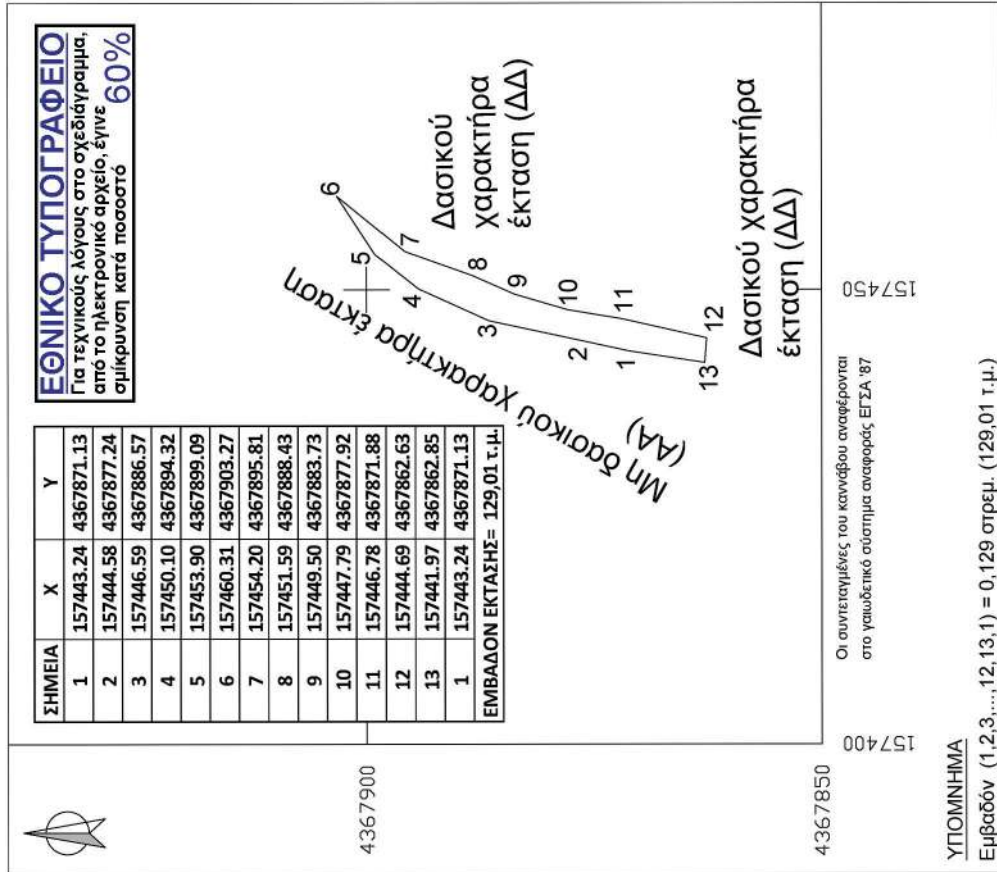 ΕΘΝΙΚΟ ΤΥΠΟΓΡΑΦΕΙΟ
Για τεχνικούς λόγους στο σχεδιάγραμμα,
από το ηλεκτρονικό αρχείο, έγινε
σμίκρυνση κατά ποσοστό 60%
ΣΗΜΕΙΑ X Y
1 157443.24 4367871.13
2 157444.58 4367877.24
3 157446.59 4367886.57
4 157450.10 4367894.32
5 157453.90 4367899.09
6 157460.31 4367903.27
7 157454.20 4367895.81
8 157451.59 4367888.43
9 157449.50 4367883.73
10 157447.79 4367877.92
11 157446.78 4367871.88
12 157444.69 4367862.63
13 157441.97 4367862.85
1 157443.24 4367871.13
ΕΜΒΑΔΟΝ ΕΚΤΑΣΗΣ= 129,01 τ.μ.
6
5
7
4
8
9
3
10
2
11
1
12
13
Δασικού
χαρακτήρα
έκταση (ΔΔ)
Μη δασικού χαρακτήρα έκταση
(ΑΑ)
Δασικού χαρακτήρα
έκταση (ΔΔ)
4367900
4367850
157400
157450
Οι συντεταγμένες του καννάβου αναφέρονται
στο γαιωδετικό σύστημα αναφοράς ΕΓΣΑ '87
ΥΠΟΜΝΗΜΑ
Εμβαδόν (1,2,3,...,12,13,1) = 0,129 στρεμ. (129,01 τ.μ.)